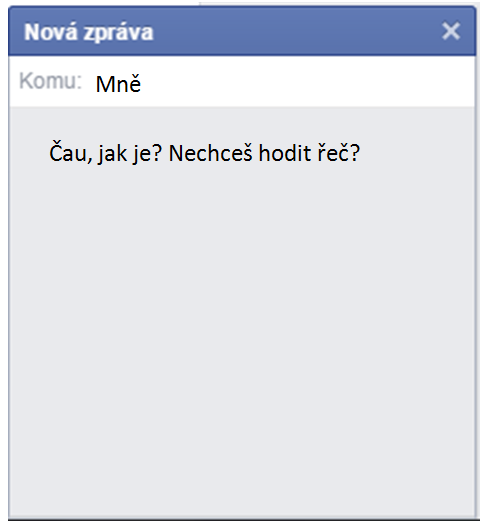 Nová zpráva
Komu: Mně
Čau, jak je? Nechceš hodit řeč?